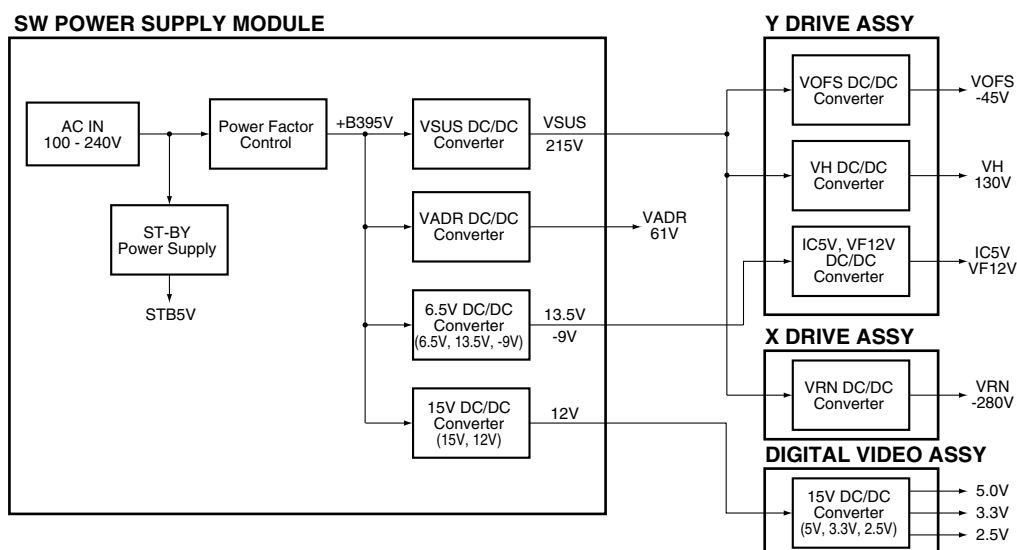 SW POWER SUPPLY MODULE
AC IN
100 - 240V
Power Factor
Control
+B395V
ST-BY
Power Supply
STB5V
VSUS DC/DC
Converter
VSUS
215V
VADR DC/DC
Converter
VADR
61V
6.5V DC/DC
Converter
(6.5V, 13.5V, -9V)
13.5V
-9V
15V DC/DC
Converter
(15V, 12V)
12V
Y DRIVE ASSY
VOFS DC/DC
Converter
VOFS
-45V
VH DC/DC
Converter
VH
130V
IC5V, VF12V
DC/DC
Converter
IC5V
VF12V
X DRIVE ASSY
VRN DC/DC
Converter
VRN
-280V
DIGITAL VIDEO ASSY
15V DC/DC
Converter
(5V, 3.3V, 2.5V)
5.0V
3.3V
2.5V